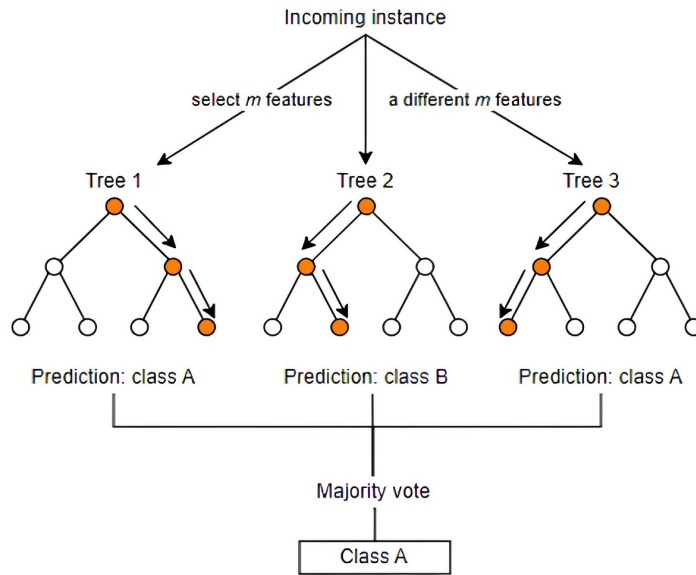 Incoming instance
select m features
a different m features
Tree 1
Tree 2
Tree 3
Prediction: class A
Prediction: class B
Prediction: class A
Majority vote
Class A